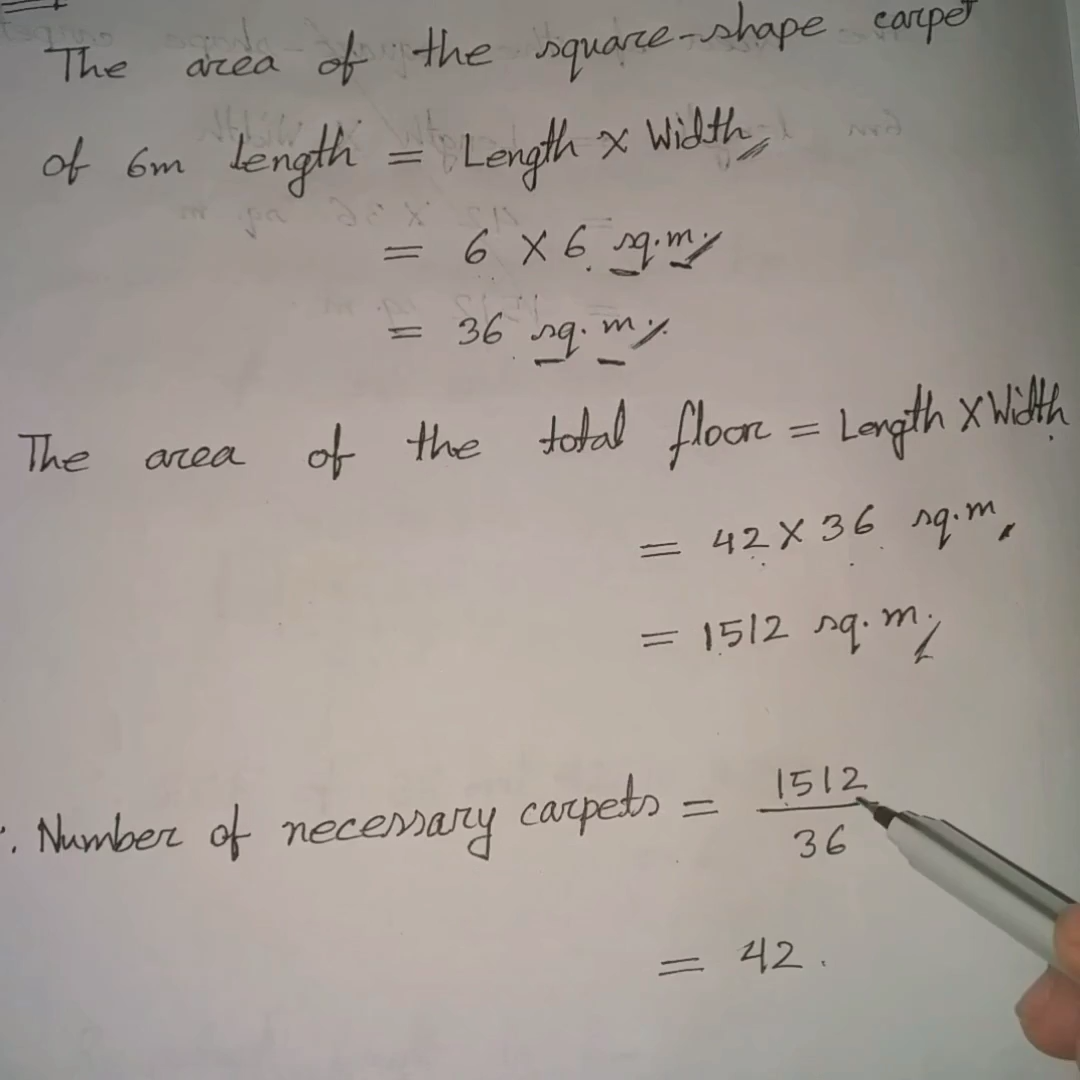 The area of the square-shape carpet
of 6m length = Length × Width
= 6 × 6 sq.m.
= 36 sq.m.
The area of the total floor = Length × Width
= 42 × 36 sq.m.
= 1512 sq.m.
∴ Number of necessary carpets = 1512
36
= 42.